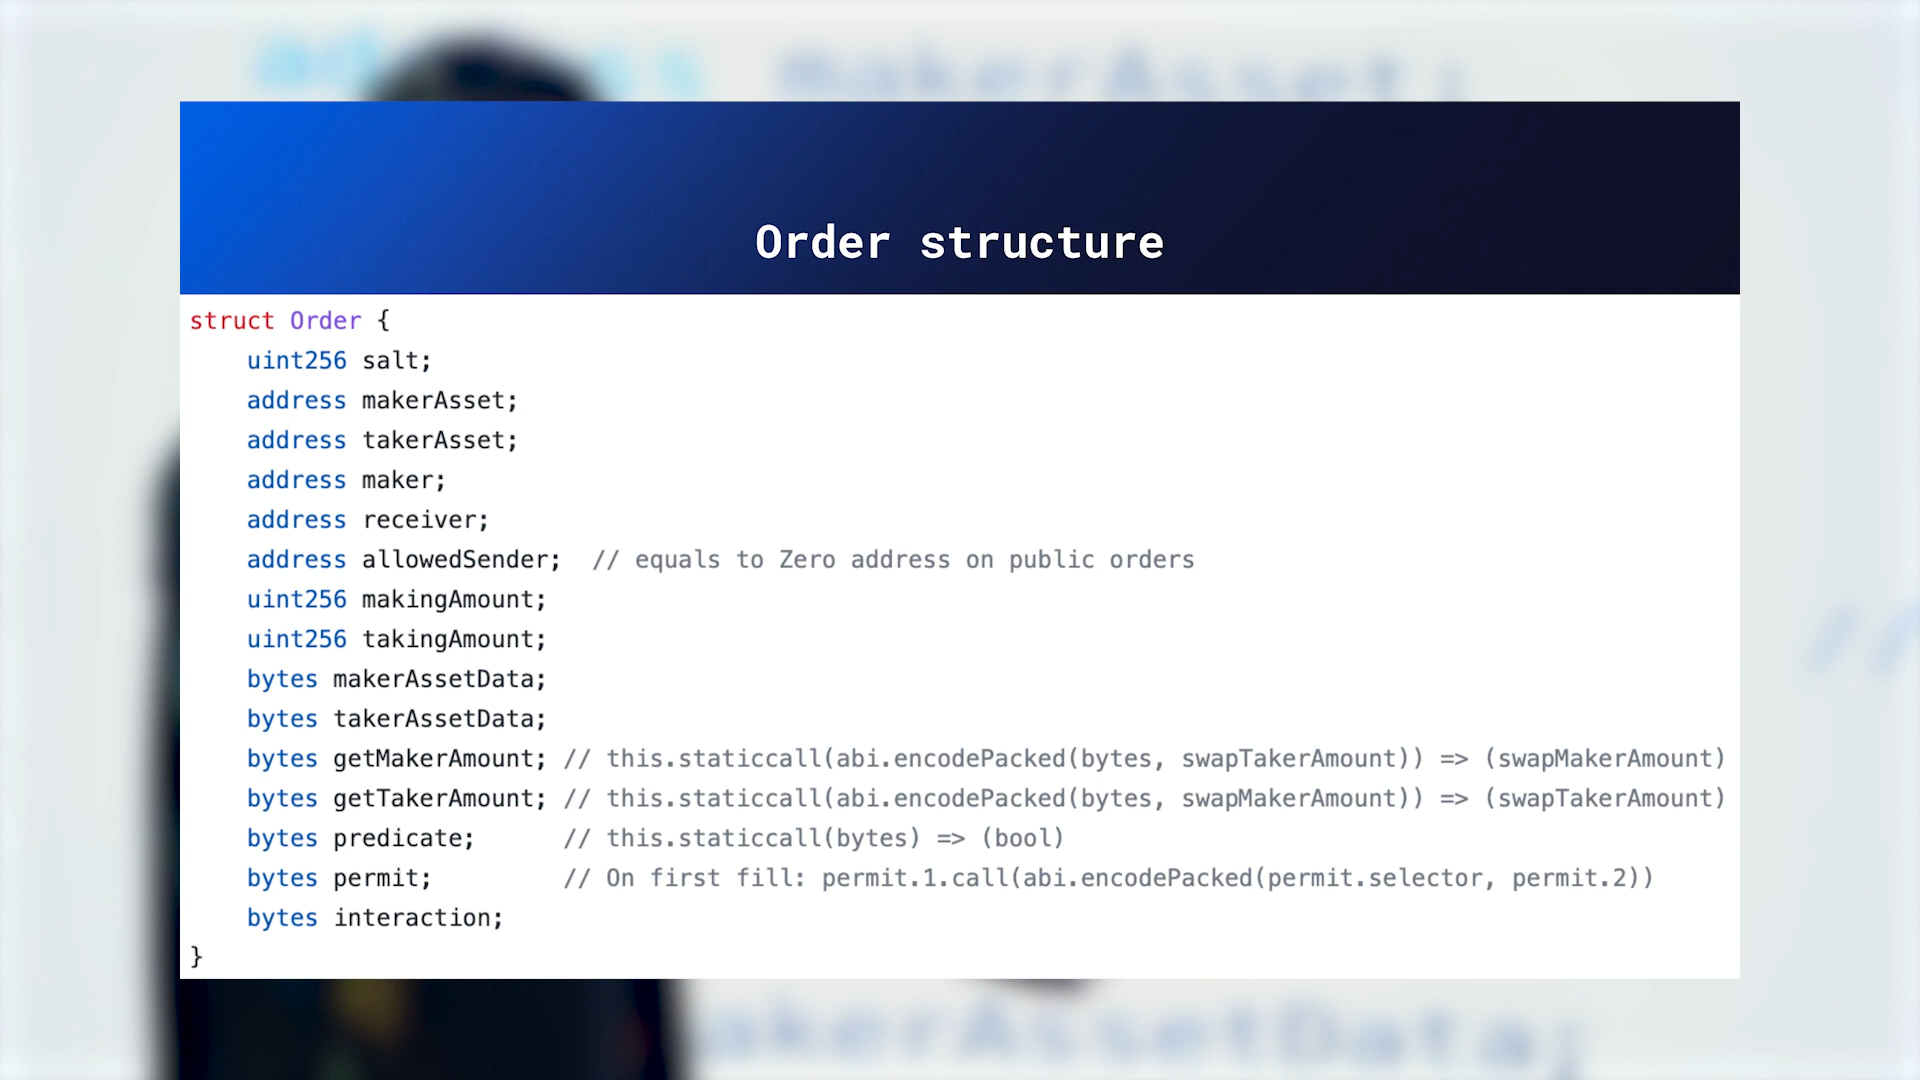 makerAsset;
Order structure
struct Order {
uint256 salt;
address makerAsset;
address takerAsset;
address maker;
address receiver;
address allowedSender;  // equals to Zero address on public orders
uint256 makingAmount;
uint256 takingAmount;
bytes makerAssetData;
bytes takerAssetData;
bytes getMakerAmount; // this.staticcall(abi.encodePacked(bytes, swapTakerAmount)) => (swapMakerAmount)
bytes getTakerAmount; // this.staticcall(abi.encodePacked(bytes, swapMakerAmount)) => (swapTakerAmount)
bytes predicate;      // this.staticcall(bytes) => (bool)
bytes permit;         // On first fill: permit.1.call(abi.encodePacked(permit.selector, permit.2))
bytes interaction;
}
akerAssetData;